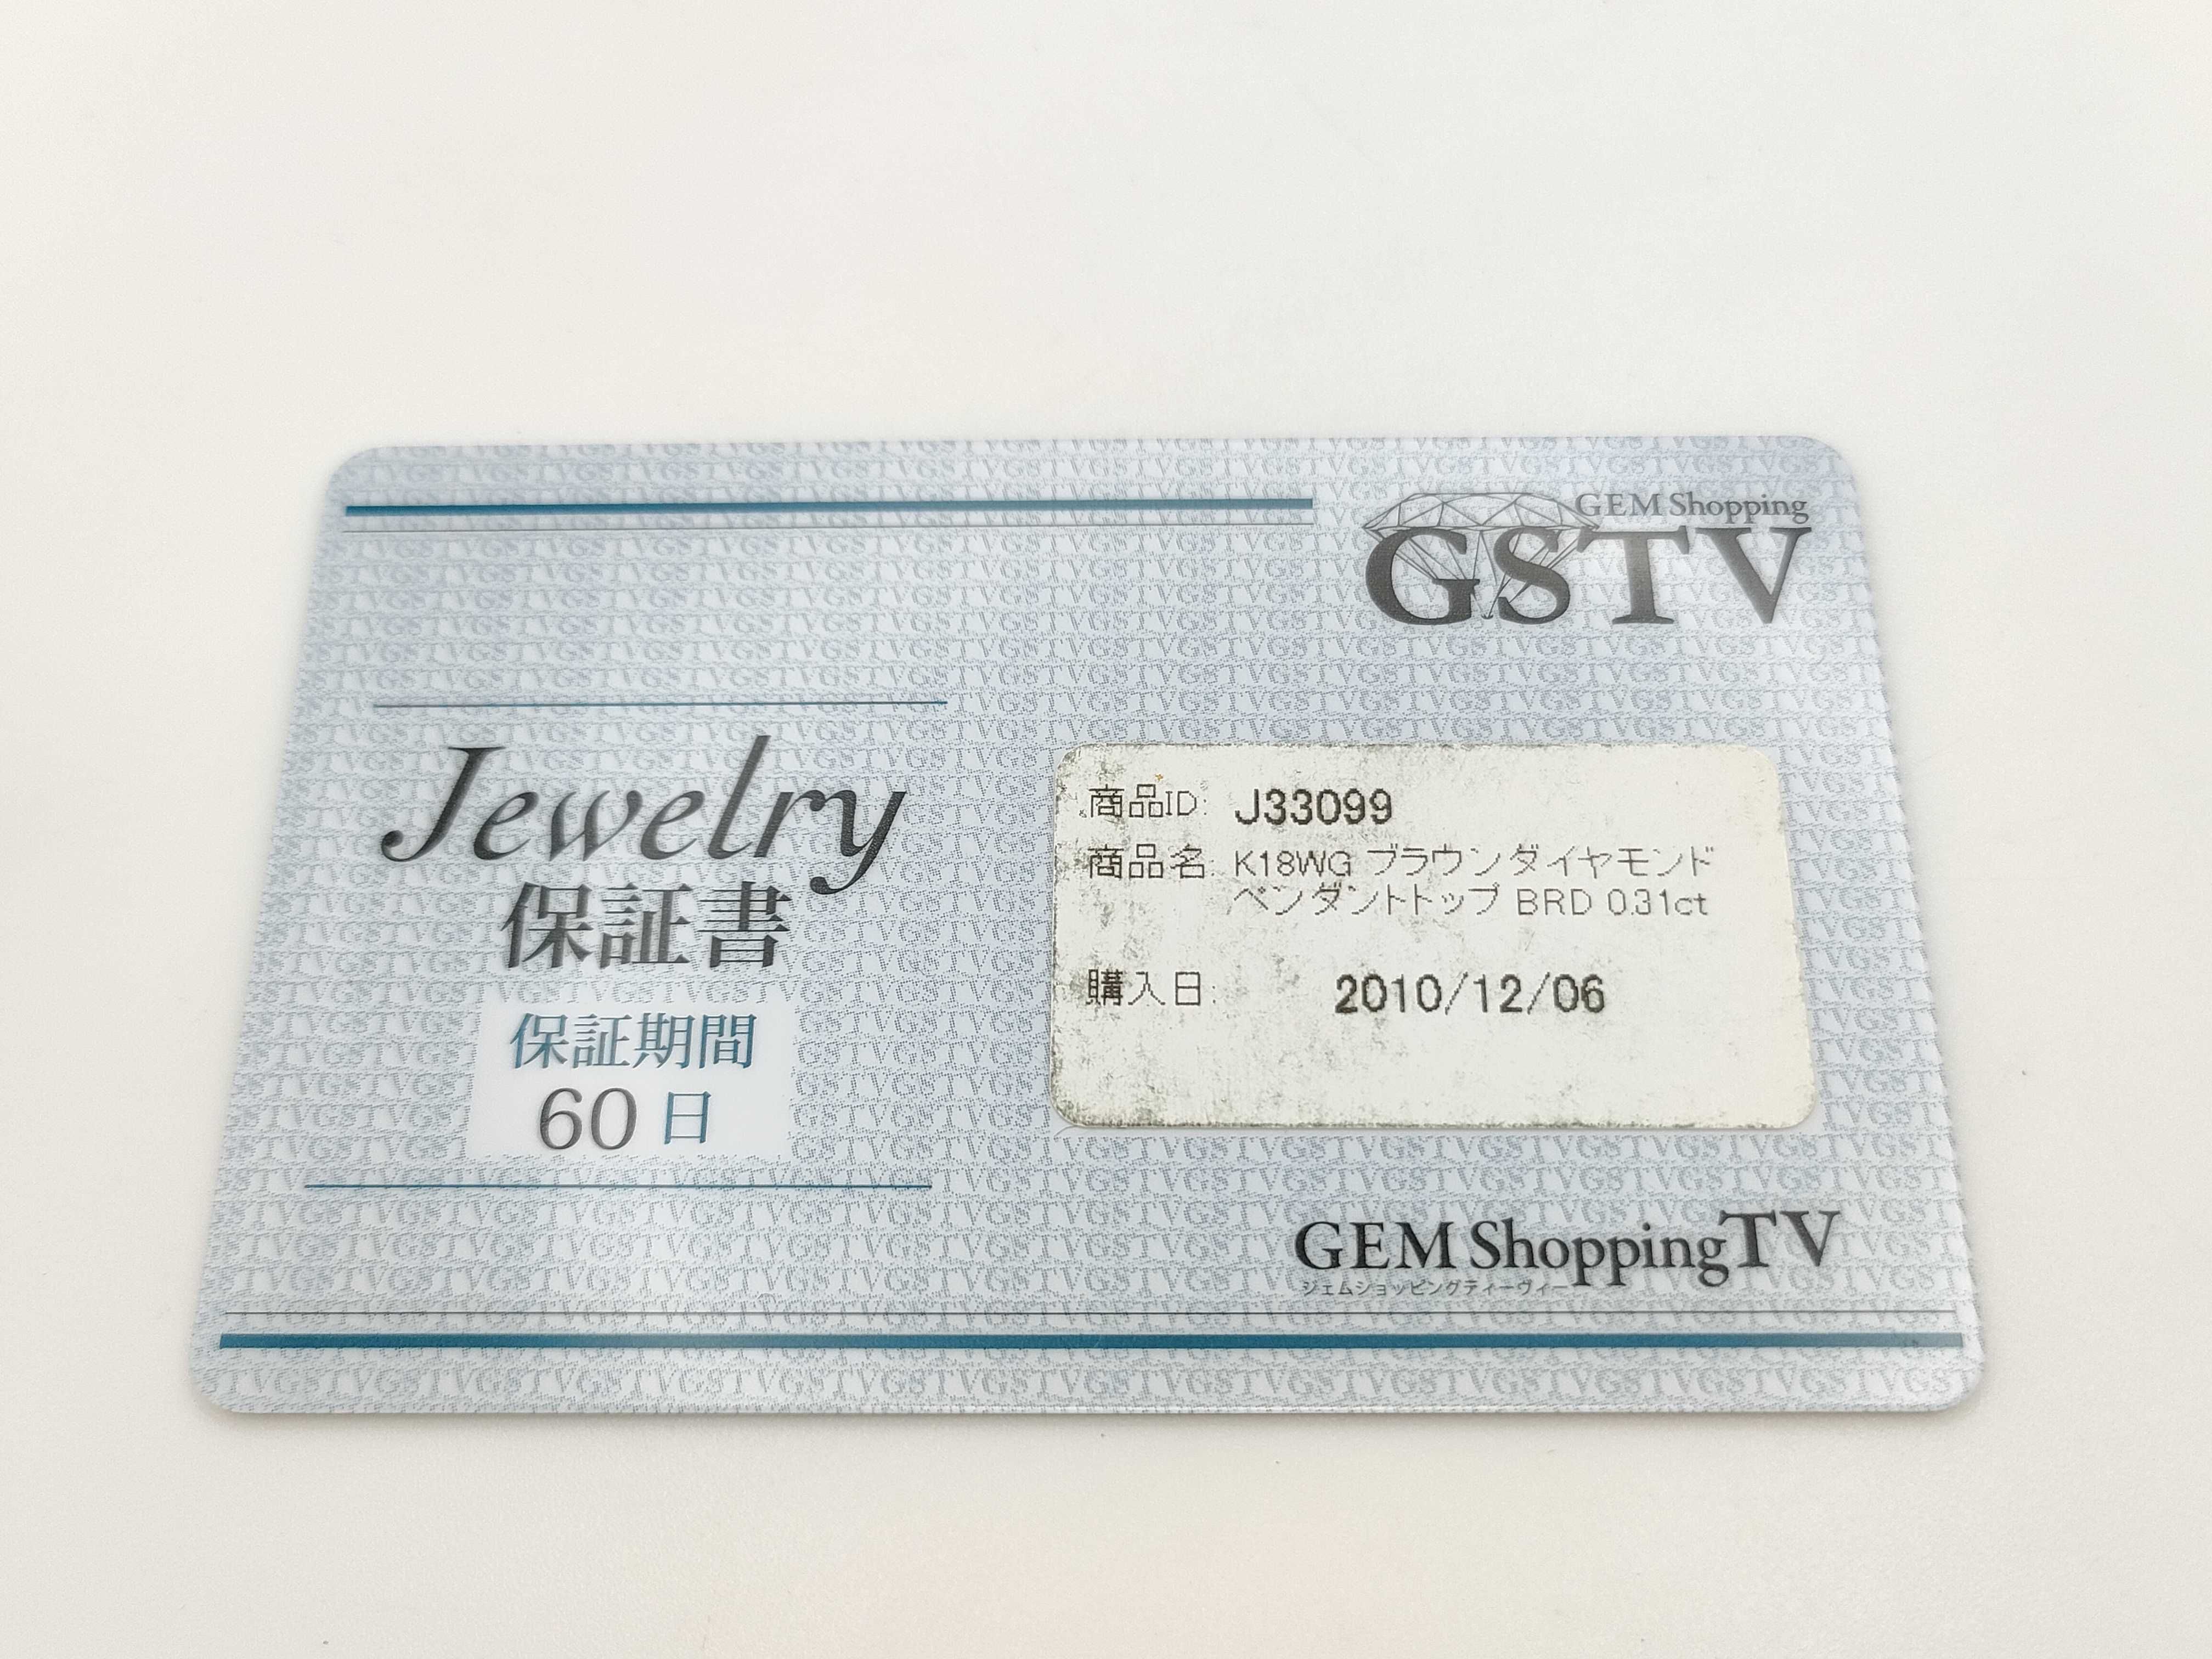 GEM Shopping
GSTV
Jewelry
保証書
保証期間
60日
商品ID: J33099
商品名: K18WG ブラウンダイヤモンド
ペンダントトップ BRD 0.31ct
購入日: 2010/12/06
GEM Shopping TV
ジェムショッピングティーヴィー